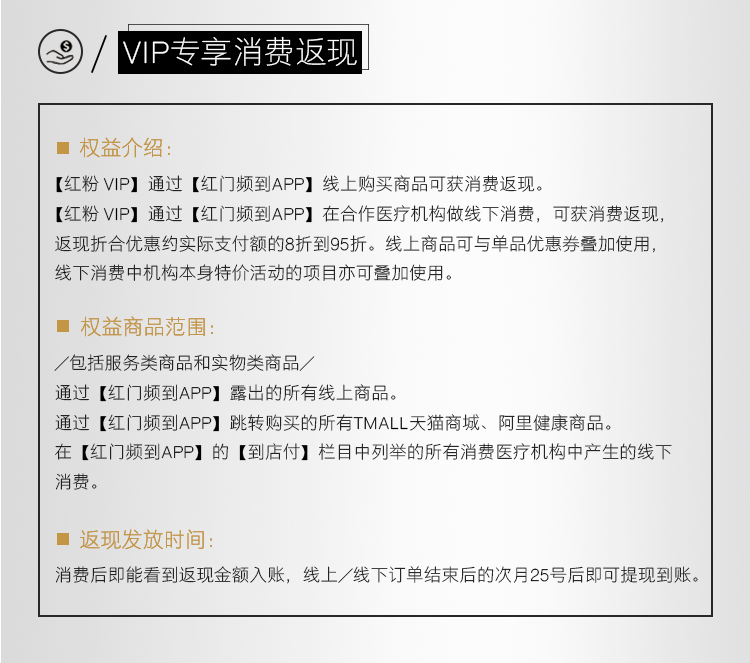 VIP专享消费返现
权益介绍：
【红粉 VIP】通过【红门频到APP】线上购买商品可获消费返现。
【红粉 VIP】通过【红门频到APP】在合作医疗机构做线下消费，可获消费返现，
返现折合优惠约实际支付额的8折到95折。线上商品可与单品优惠券叠加使用，
线下消费中机构本身特价活动的项目亦可叠加使用。
权益商品范围：
／包括服务类商品和实物类商品／
通过【红门频到APP】露出的所有线上商品。
通过【红门频到APP】跳转购买的所有TMALL天猫商城、阿里健康商品。
在【红门频到APP】的【到店付】栏目中列举的所有消费医疗机构中产生的线下
消费。
返现发放时间：
消费后即能看到返现金额入账，线上／线下订单结束后的次月25号后即可提现到账。